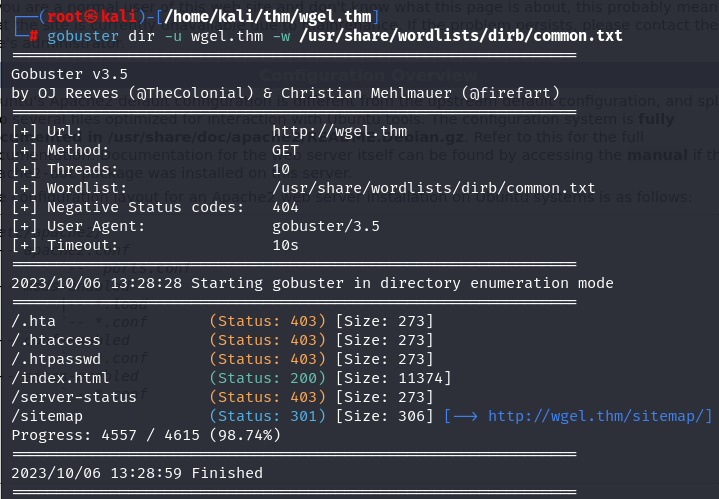 ┌──(root㉿kali)-[/home/kali/thm/wgel.thm]
└─# gobuster dir -u wgel.thm -w /usr/share/wordlists/dirb/common.txt
===============================================================
Gobuster v3.5
by OJ Reeves (@TheColonial) & Christian Mehlmauer (@firefart)
===============================================================
[+] Url:                     http://wgel.thm
[+] Method:                  GET
[+] Threads:                 10
[+] Wordlist:                /usr/share/wordlists/dirb/common.txt
[+] Negative Status codes:   404
[+] User Agent:              gobuster/3.5
[+] Timeout:                 10s
===============================================================
2023/10/06 13:28:28 Starting gobuster in directory enumeration mode
===============================================================
/.hta                 (Status: 403) [Size: 273]
/.htaccess            (Status: 403) [Size: 273]
/.htpasswd            (Status: 403) [Size: 273]
/index.html           (Status: 200) [Size: 11374]
/server-status        (Status: 403) [Size: 273]
/sitemap              (Status: 301) [Size: 306] [--> http://wgel.thm/sitemap/]
Progress: 4557 / 4615 (98.74%)
===============================================================
2023/10/06 13:28:59 Finished
===============================================================